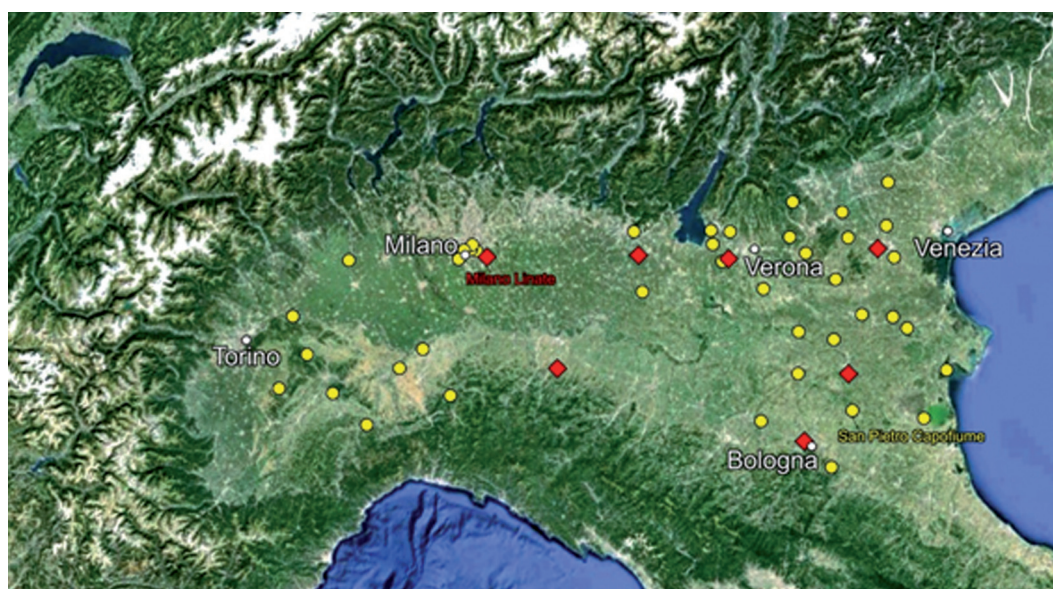 Milano
Milano Linate
Verona
Venezia
Torino
San Pietro Capofiume
Bologna